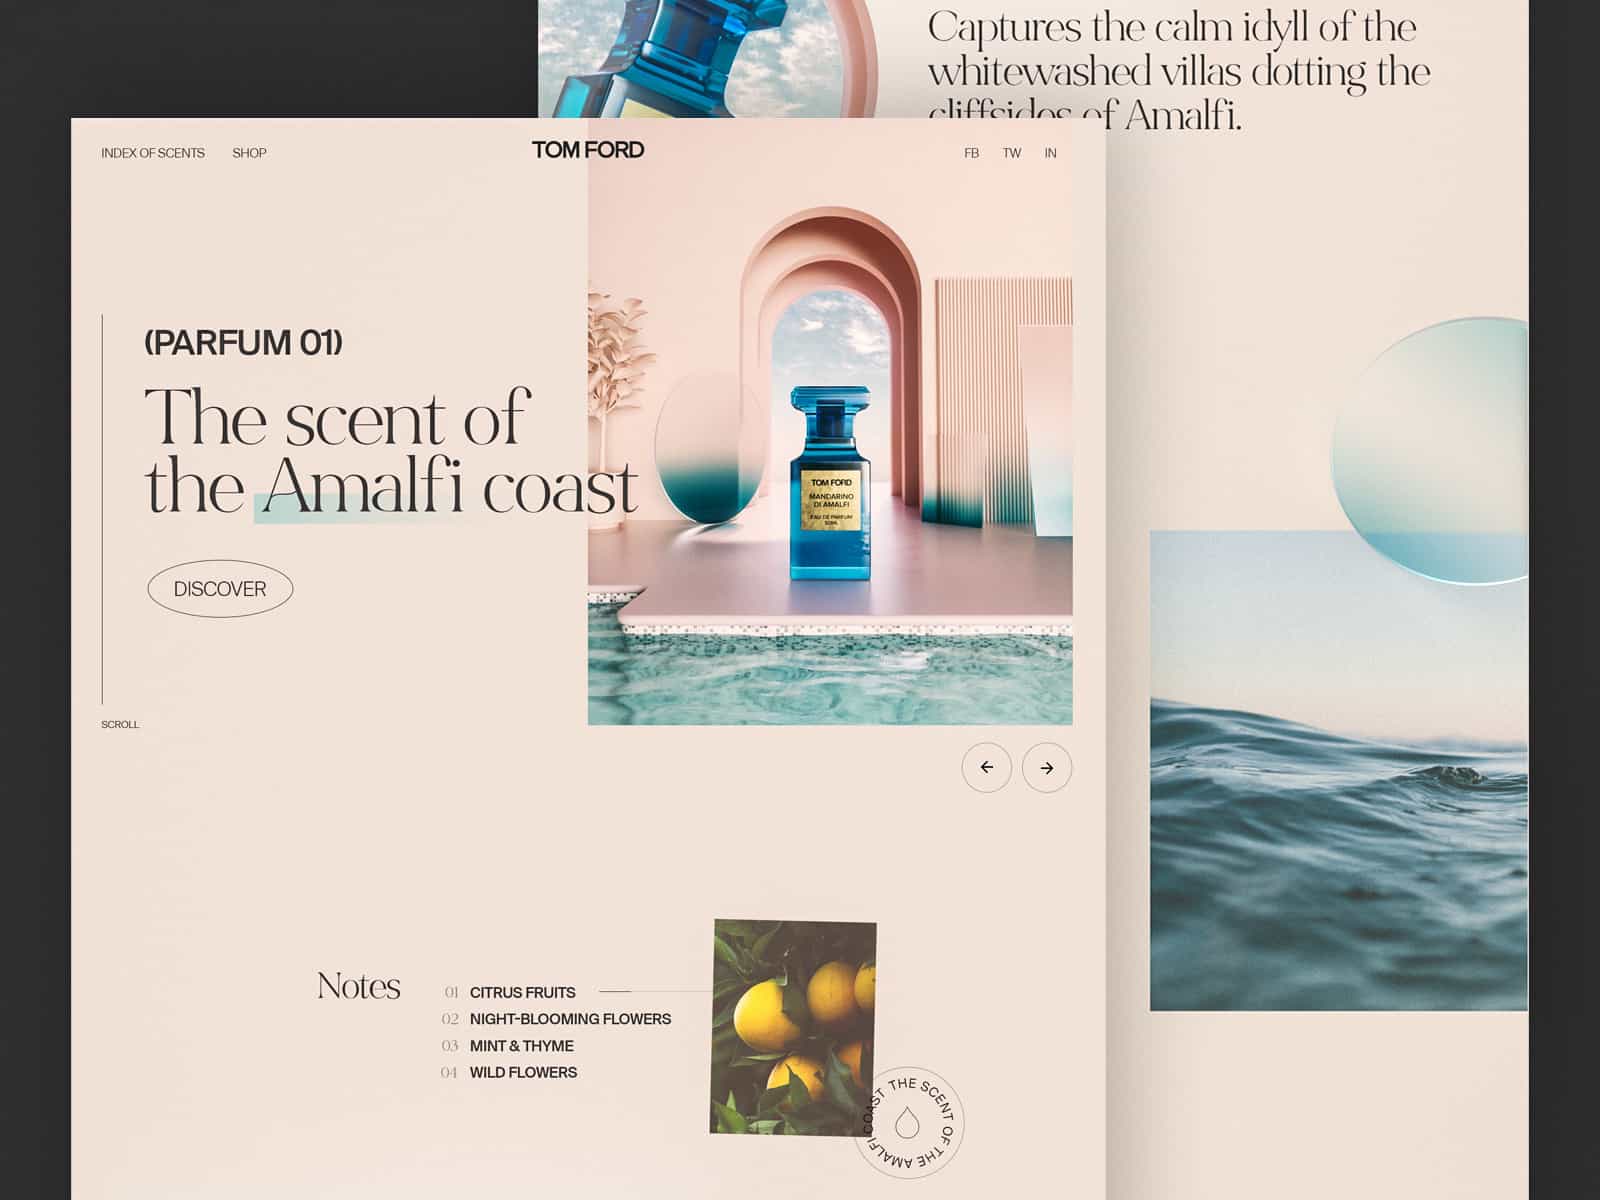 Captures the calm idyll of the
whitewashed villas dotting the
cliffsides of Amalfi.
INDEX OF SCENTS
SHOP
TOM FORD
FB
TW
IN
(PARFUM 01)
The scent of
the Amalfi coast
DISCOVER
SCROLL
TOM FORD
MANDARINO
DI AMALFI
EAU DE PARFUM
50ML
Notes
01 CITRUS FRUITS
02 NIGHT-BLOOMING FLOWERS
03 MINT & THYME
04 WILD FLOWERS
THE SCENT OF THE AMALFI COAST